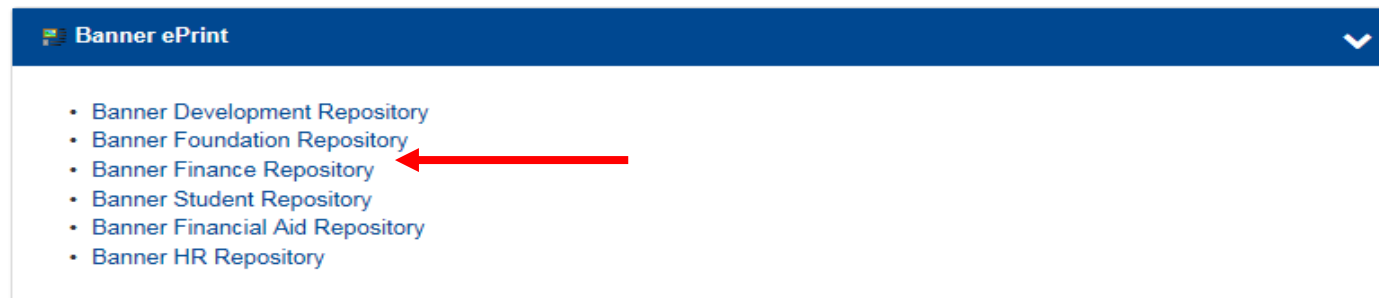 Banner ePrint
• Banner Development Repository
• Banner Foundation Repository
• Banner Finance Repository
• Banner Student Repository
• Banner Financial Aid Repository
• Banner HR Repository